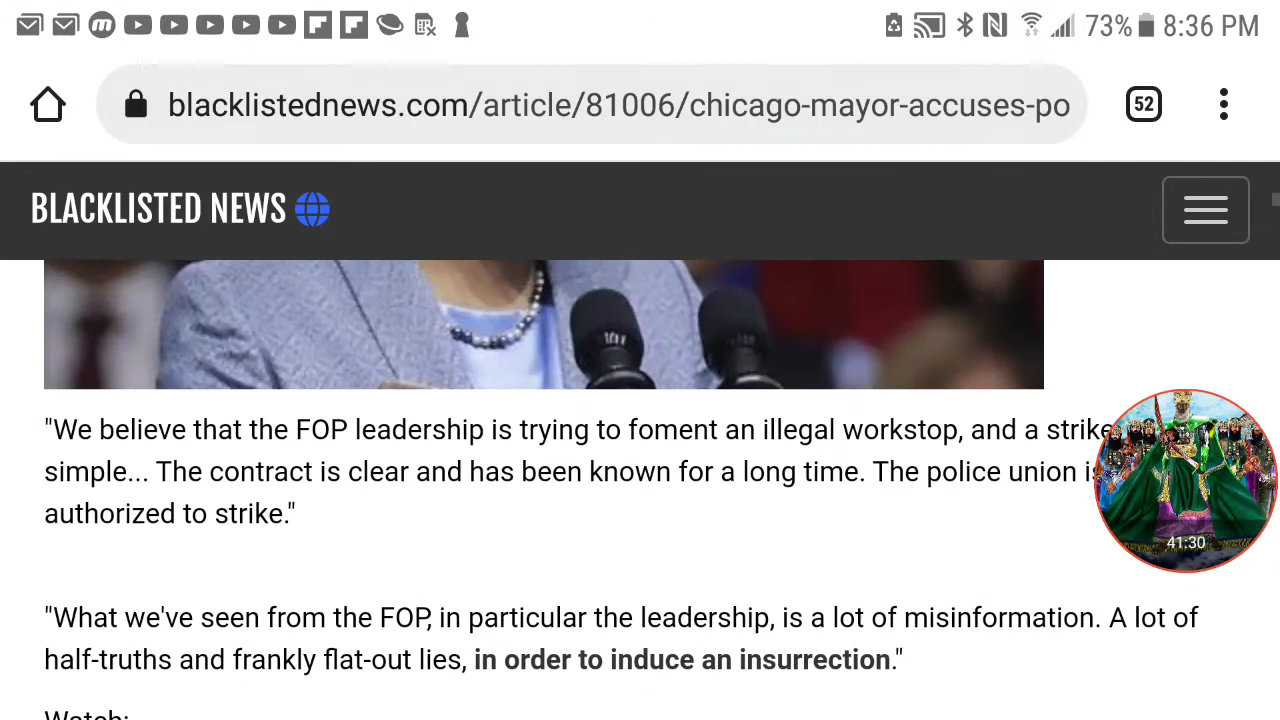 73% 8:36 PM
blacklistednews.com/article/81006/chicago-mayor-accuses-po
52
BLACKLISTED NEWS
"We believe that the FOP leadership is trying to foment an illegal workstop, and a strike
simple... The contract is clear and has been known for a long time. The police union is
authorized to strike."
41:30
"What we've seen from the FOP, in particular the leadership, is a lot of misinformation. A lot of
half-truths and frankly flat-out lies, in order to induce an insurrection."
Watch: